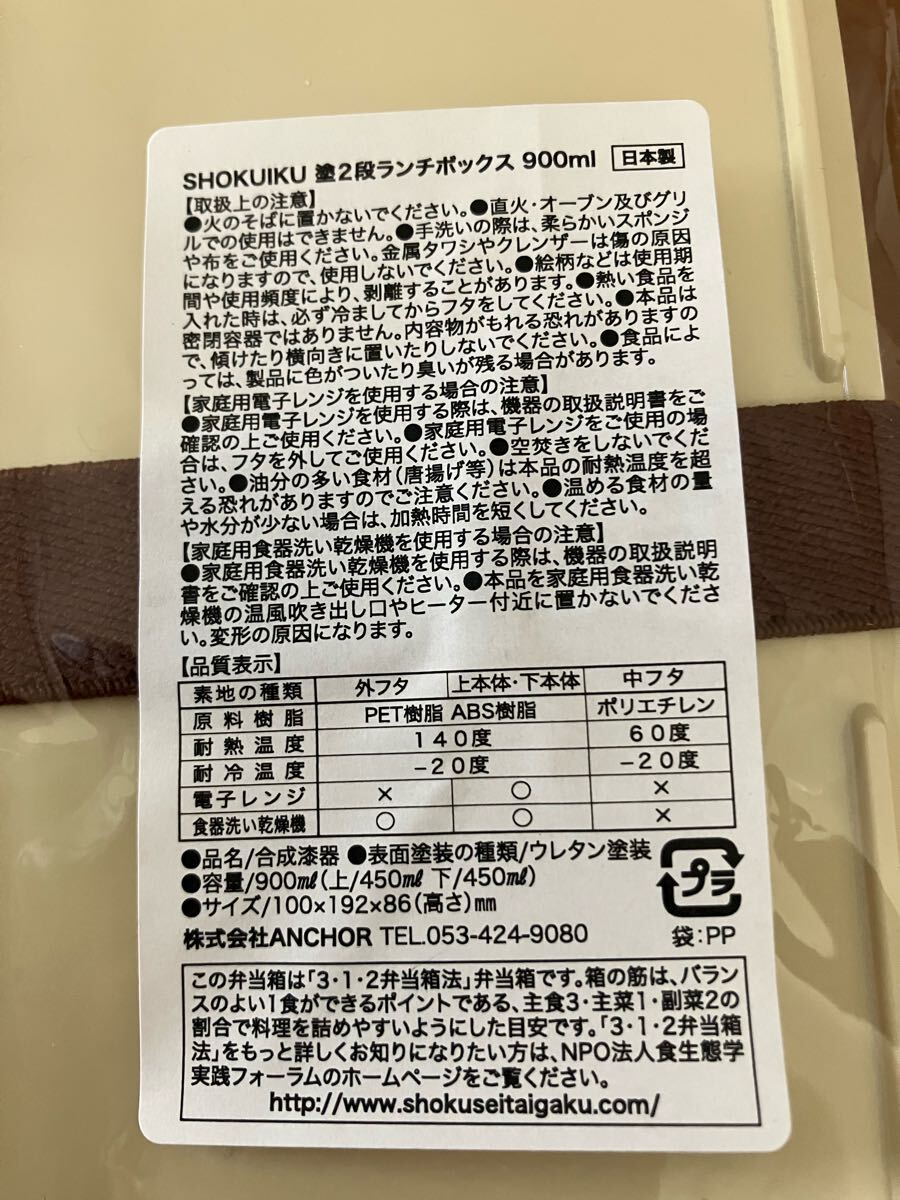 SHOKUIKU 塗2段ランチボックス 900ml 日本製
【取扱上の注意】
●火のそばに置かないでください。●直火・オーブン及びグリ
ルでの使用はできません。●手洗いの際は、柔らかいスポンジ
や布をご使用ください。金属タワシやクレンザーは傷の原因
になりますので、使用しないでください。●絵柄などは使用期
間や使用頻度により、剥離することがあります。●熱い食品を
入れた時は、必ず冷ましてからフタをしてください。●本品は
密閉容器ではありません。内容物がもれる恐れがありますの
で、傾けたり横向きに置いたりしないでください。●食品によ
っては、製品に色がついたり臭いが残る場合があります。
【家庭用電子レンジを使用する場合の注意】
●家庭用電子レンジを使用する際は、機器の取扱説明書をご
確認の上ご使用ください。●家庭用電子レンジをご使用の場
合は、フタを外してご使用ください。●空焚きをしないでくだ
さい。●油分の多い食材(唐揚げ等)は本品の耐熱温度を超
える恐れがありますのでご注意ください。●温める食材の量
や水分が少ない場合は、加熱時間を短くしてください。
【家庭用食器洗い乾燥機を使用する場合の注意】
●家庭用食器洗い乾燥機を使用する際は、機器の取扱説明
書をご確認の上ご使用ください。●本品を家庭用食器洗い乾
燥機の温風吹き出し口やヒーター付近に置かないでくださ
い。変形の原因になります。
【品質表示】
素地の種類 外フタ 上本体・下本体 中フタ
原料樹脂 PET樹脂 ABS樹脂 ポリエチレン
耐熱温度 140度 60度
耐冷温度 −20度 −20度
電子レンジ × ○ ×
食器洗い乾燥機 ○ ○ ×
●品名/合成漆器 ●表面塗装の種類/ウレタン塗装
●容量/900㎖(上/450㎖ 下/450㎖)
●サイズ/100×192×86(高さ)㎜
プラ
株式会社ANCHOR TEL.053-424-9080 袋:PP
この弁当箱は「3・1・2弁当箱法」弁当箱です。箱の筋は、バラン
スのよい1食ができるポイントである、主食3・主菜1・副菜2の
割合で料理を詰めやすいようにした目安です。「3・1・2弁当箱
法」をもっと詳しくお知りになりたい方は、NPO法人食生態学
実践フォーラムのホームページをご覧ください。
http://www.shokuseitaigaku.com/